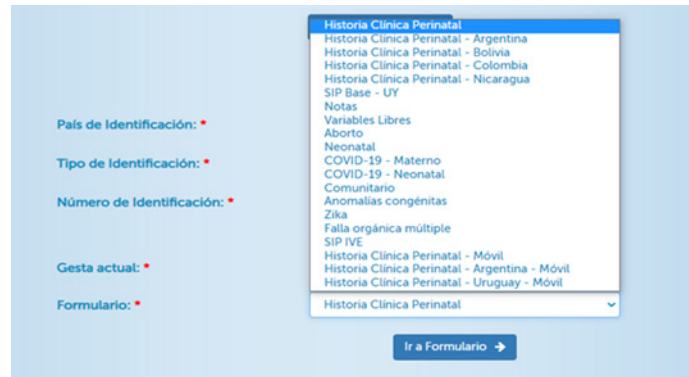 Historia Clínica Perinatal
Historia Clínica Perinatal - Argentina
Historia Clínica Perinatal - Bolivia
Historia Clínica Perinatal - Colombia
Historia Clínica Perinatal - Nicaragua
SIP Base - UY
Notas
Variables Libres
Aborto
Neonatal
COVID-19 - Materno
COVID-19 - Neonatal
Comunitario
Anomalías congénitas
Zika
Falla orgánica múltiple
SIP IVE
Historia Clínica Perinatal - Móvil
Historia Clínica Perinatal - Argentina - Móvil
Historia Clínica Perinatal - Uruguay - Móvil
País de Identificación: *
Tipo de Identificación: *
Número de Identificación: *
Gesta actual: *
Formulario: *
Historia Clínica Perinatal
Ir a Formulario →